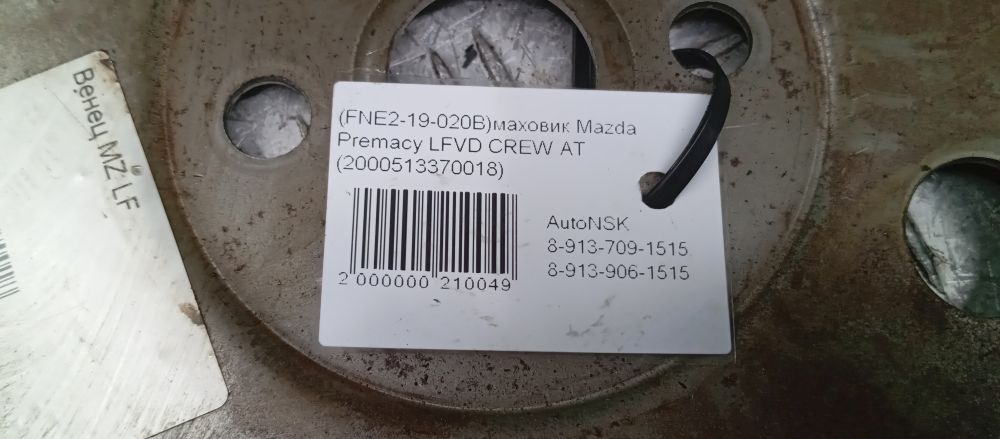 Венец MZ LF
(FNE2-19-020B)маховик Mazda
Premacy LFVD CREW AT
(2000513370018)
AutoNSK
8-913-709-1515
8-913-906-1515
2 000000 210049